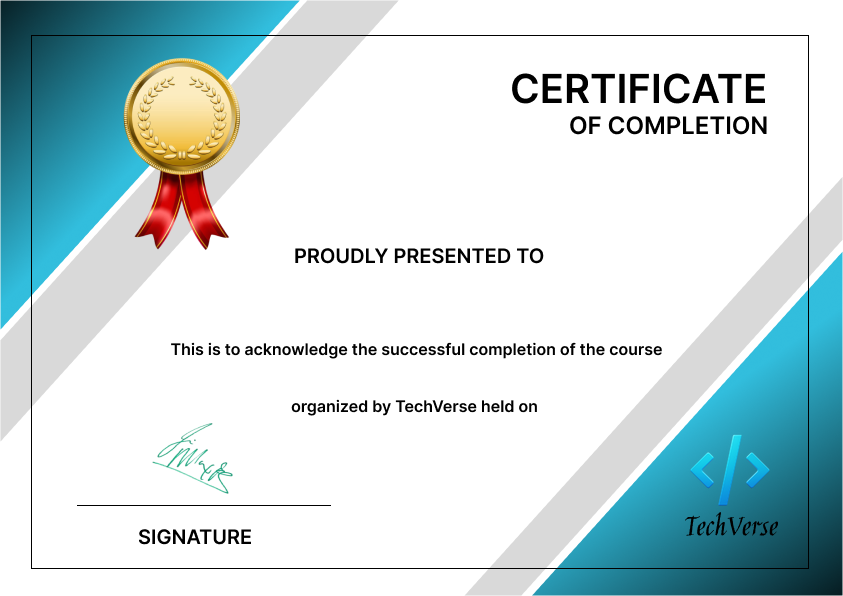 CERTIFICATE
OF COMPLETION
PROUDLY PRESENTED TO
This is to acknowledge the successful completion of the course
organized by TechVerse held on
SIGNATURE
</>
TechVerse